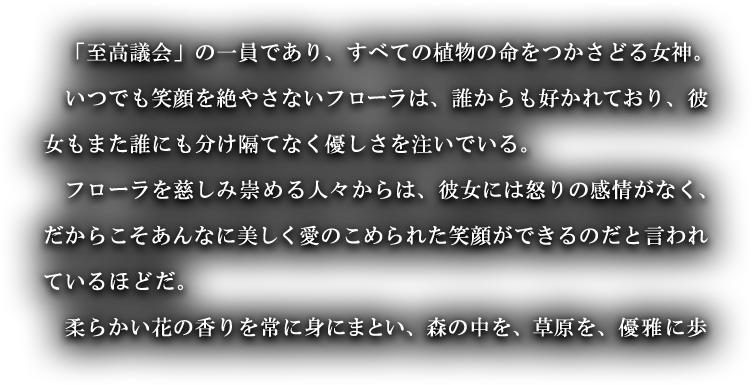 「至高議会」の一員であり、すべての植物の命をつかさどる女神。
いつでも笑顔を絶やさないフローラは、誰からも好かれており、彼
女もまた誰にも分け隔てなく優しさを注いでいる。
フローラを慈しみ崇める人々からは、彼女には怒りの感情がなく、
だからこそあんなに美しく愛のこめられた笑顔ができるのだと言われ
ているほどだ。
柔らかい花の香りを常に身にまとい、森の中を、草原を、優雅に歩